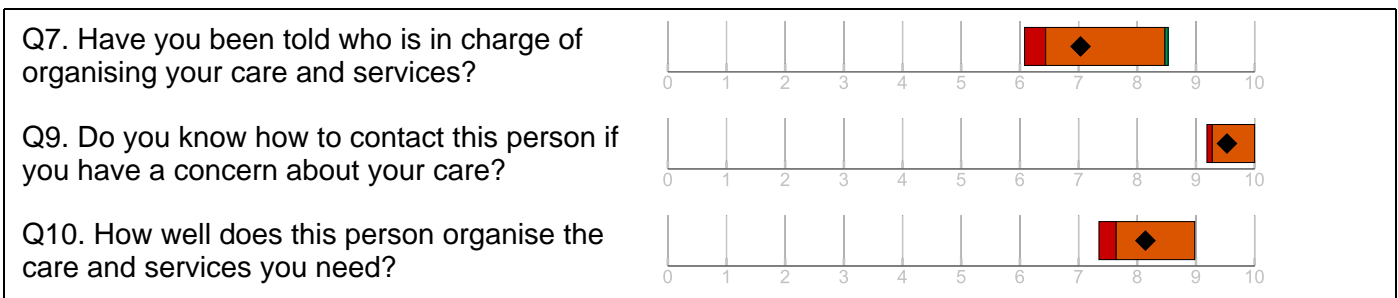 Q7. Have you been told who is in charge of
organising your care and services?
0 1 2 3 4 5 6 7 8 9 10
Q9. Do you know how to contact this person if
you have a concern about your care?
0 1 2 3 4 5 6 7 8 9 10
Q10. How well does this person organise the
care and services you need?
0 1 2 3 4 5 6 7 8 9 10